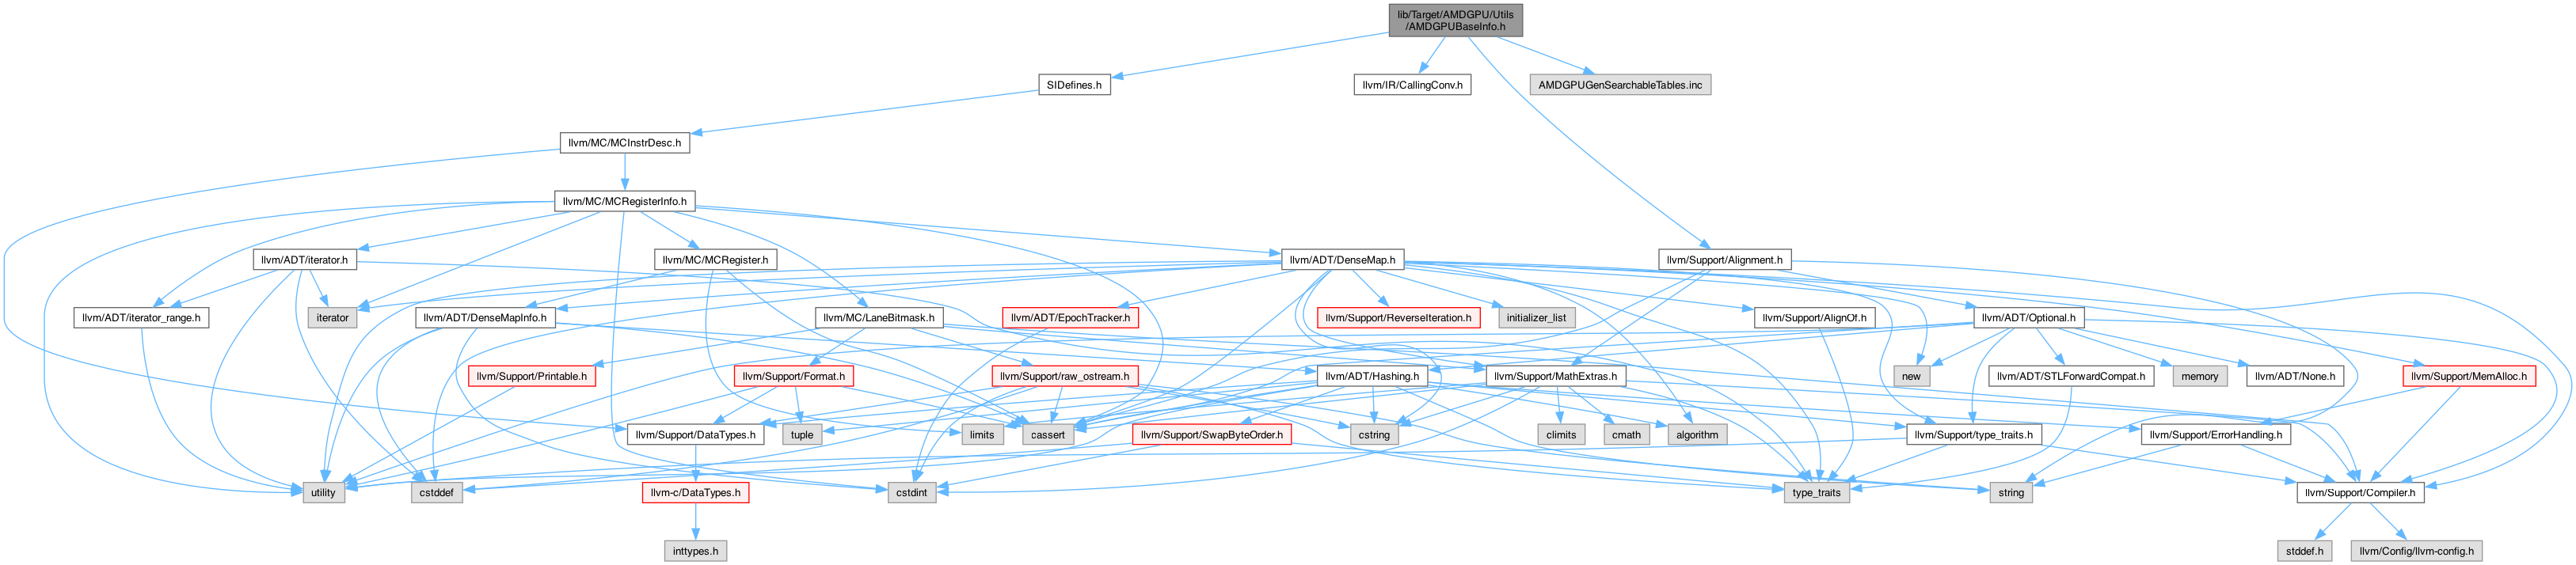 lib/Target/AMDGPU/Utils
/AMDGPUBaseInfo.h
SIDefines.h
llvm/IR/CallingConv.h
AMDGPUGenSearchableTables.inc
llvm/MC/MCInstrDesc.h
llvm/MC/MCRegisterInfo.h
llvm/ADT/iterator.h
llvm/MC/MCRegister.h
llvm/ADT/DenseMap.h
llvm/Support/Alignment.h
llvm/ADT/iterator_range.h
iterator
llvm/ADT/DenseMapInfo.h
llvm/MC/LaneBitmask.h
llvm/ADT/EpochTracker.h
llvm/Support/ReverseIteration.h
initializer_list
llvm/Support/AlignOf.h
llvm/ADT/Optional.h
llvm/Support/Printable.h
llvm/Support/Format.h
llvm/Support/raw_ostream.h
llvm/ADT/Hashing.h
llvm/Support/MathExtras.h
new
llvm/ADT/STLForwardCompat.h
memory
llvm/ADT/None.h
llvm/Support/MemAlloc.h
llvm/Support/DataTypes.h
tuple
limits
cassert
llvm/Support/SwapByteOrder.h
cstring
climits
cmath
algorithm
llvm/Support/type_traits.h
llvm/Support/ErrorHandling.h
utility
cstddef
llvm-c/DataTypes.h
cstdint
type_traits
string
llvm/Support/Compiler.h
inttypes.h
stddef.h
llvm/Config/llvm-config.h